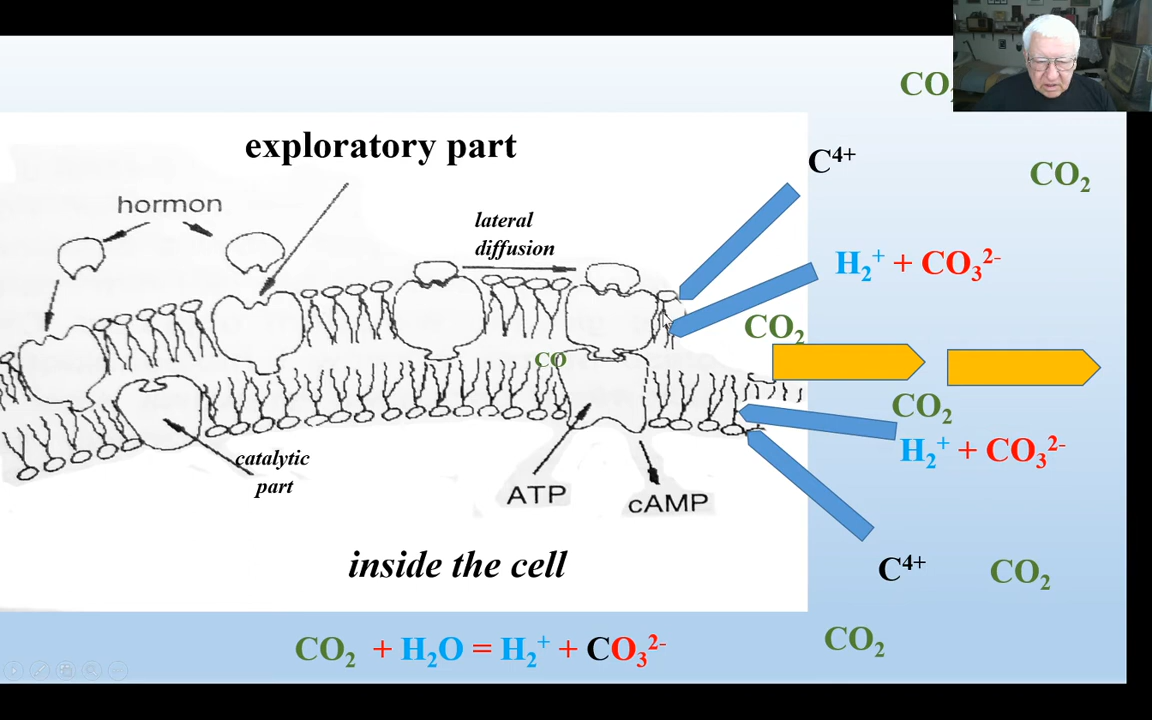 CO₂
exploratory part
C⁴⁺
CO₂
hormon
lateral
diffusion
H₂⁺ + CO₃²⁻
CO₂
CO
CO₂
H₂⁺ + CO₃²⁻
catalytic
part
ATP
cAMP
inside the cell
C⁴⁺
CO₂
CO₂ + H₂O = H₂⁺ + CO₃²⁻
CO₂